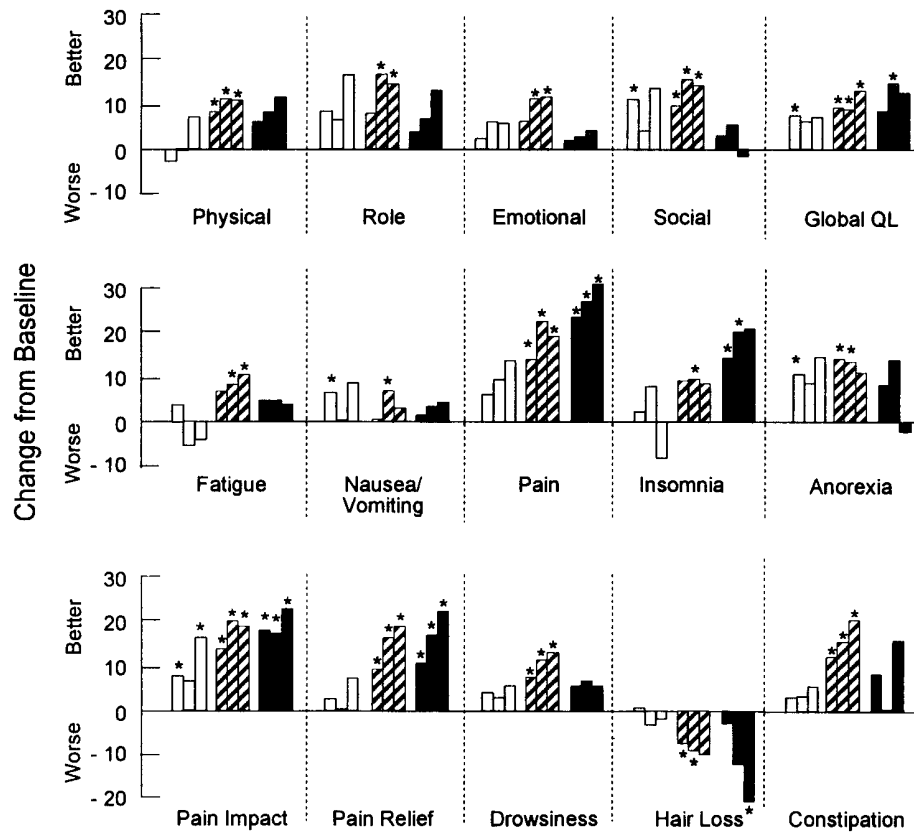 Change from Baseline
Better
Worse
30
20
10
0
- 10
* * *
* *
* *
* * * *
* * * * *
Physical
Role
Emotional
Social
Global QL
Better
Worse
30
20
10
0
- 10
* *
* *
* * * * * *
* * *
* * *
Fatigue
Nausea/
Vomiting
Pain
Insomnia
Anorexia
Better
Worse
30
20
10
0
- 10
- 20
* * * * * * * *
* * * * * *
* * *
* * *
* * *
Pain Impact
Pain Relief
Drowsiness
Hair Loss
Constipation